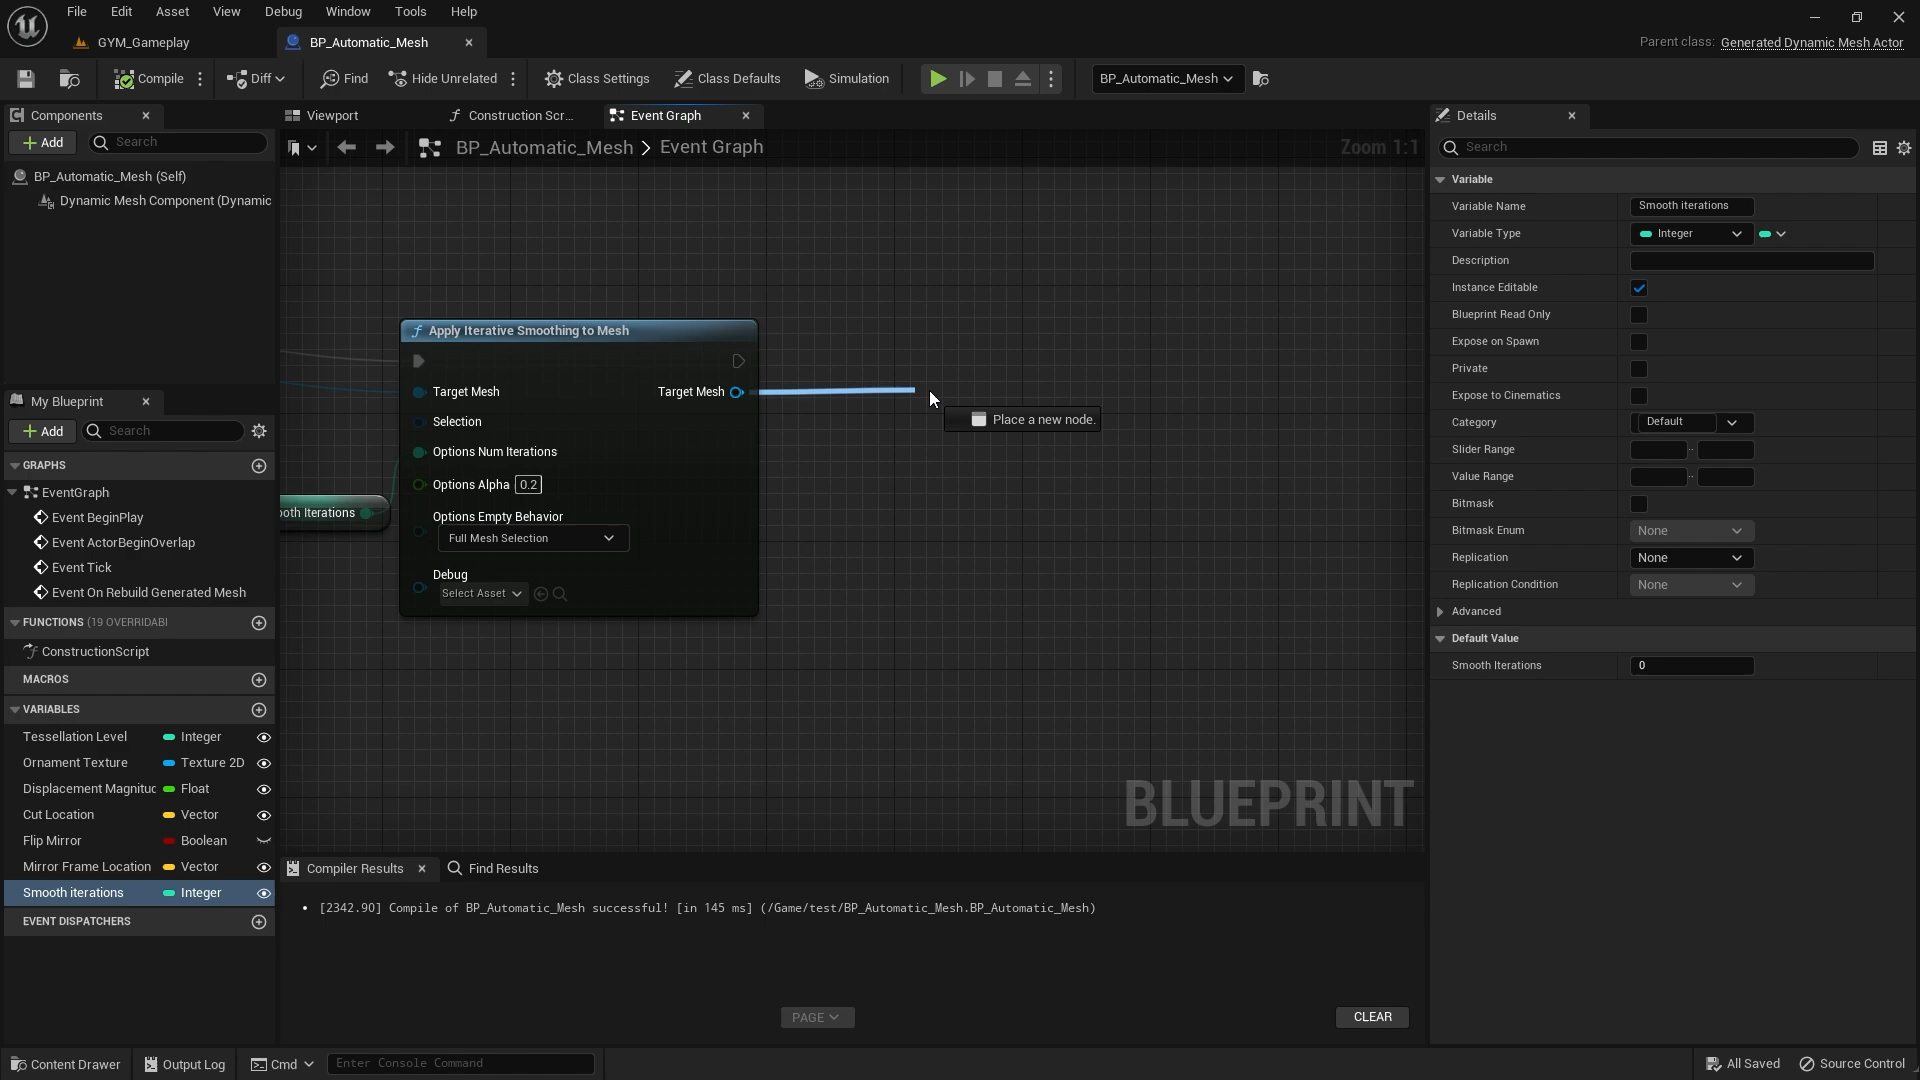 File Edit Asset View Debug Window Tools Help
GYM_Gameplay
BP_Automatic_Mesh
Parent class: Generated Dynamic Mesh Actor
Compile
Diff
Find
Hide Unrelated
Class Settings
Class Defaults
Simulation
BP_Automatic_Mesh
Components
Add
Search
BP_Automatic_Mesh (Self)
Dynamic Mesh Component (Dynamic
My Blueprint
Add
Search
GRAPHS
EventGraph
Event BeginPlay
Event ActorBeginOverlap
Event Tick
Event On Rebuild Generated Mesh
FUNCTIONS (19 OVERRIDABI
ConstructionScript
MACROS
VARIABLES
Tessellation Level Integer
Ornament Texture Texture 2D
Displacement Magnituc Float
Cut Location Vector
Flip Mirror Boolean
Mirror Frame Location Vector
Smooth iterations Integer
EVENT DISPATCHERS
Viewport
Construction Scr...
Event Graph
BP_Automatic_Mesh > Event Graph
Zoom 1:1
Apply Iterative Smoothing to Mesh
Target Mesh
Target Mesh
Selection
Options Num Iterations
Options Alpha 0.2
Options Empty Behavior
Full Mesh Selection
Debug
Select Asset
oth Iterations
Place a new node.
BLUEPRINT
Compiler Results
Find Results
[2342.90] Compile of BP_Automatic_Mesh successful! [in 145 ms] (/Game/test/BP_Automatic_Mesh.BP_Automatic_Mesh)
PAGE
CLEAR
Details
Search
Variable
Variable Name Smooth iterations
Variable Type Integer
Description
Instance Editable
Blueprint Read Only
Expose on Spawn
Private
Expose to Cinematics
Category Default
Slider Range
Value Range
Bitmask
Bitmask Enum None
Replication None
Replication Condition None
Advanced
Default Value
Smooth Iterations 0
Content Drawer
Output Log
Cmd
Enter Console Command
All Saved
Source Control